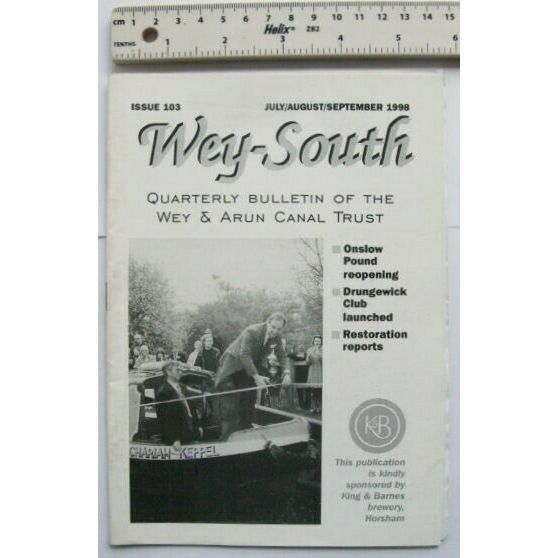 cm 1 2 3 4 5 6 7 8 9 10 11 12 13 14 15
Helix Z82
TENTHS 1 2 3 4 5 6
ISSUE 103 JULY/AUGUST/SEPTEMBER 1998
Wey-South
QUARTERLY BULLETIN OF THE
WEY & ARUN CANAL TRUST
Onslow
Pound
reopening
Drungewick
Club
launched
Restoration
reports
CHARIAH KEPPEL
K&B
This publication
is kindly
sponsored by
King & Barnes
brewery,
Horsham